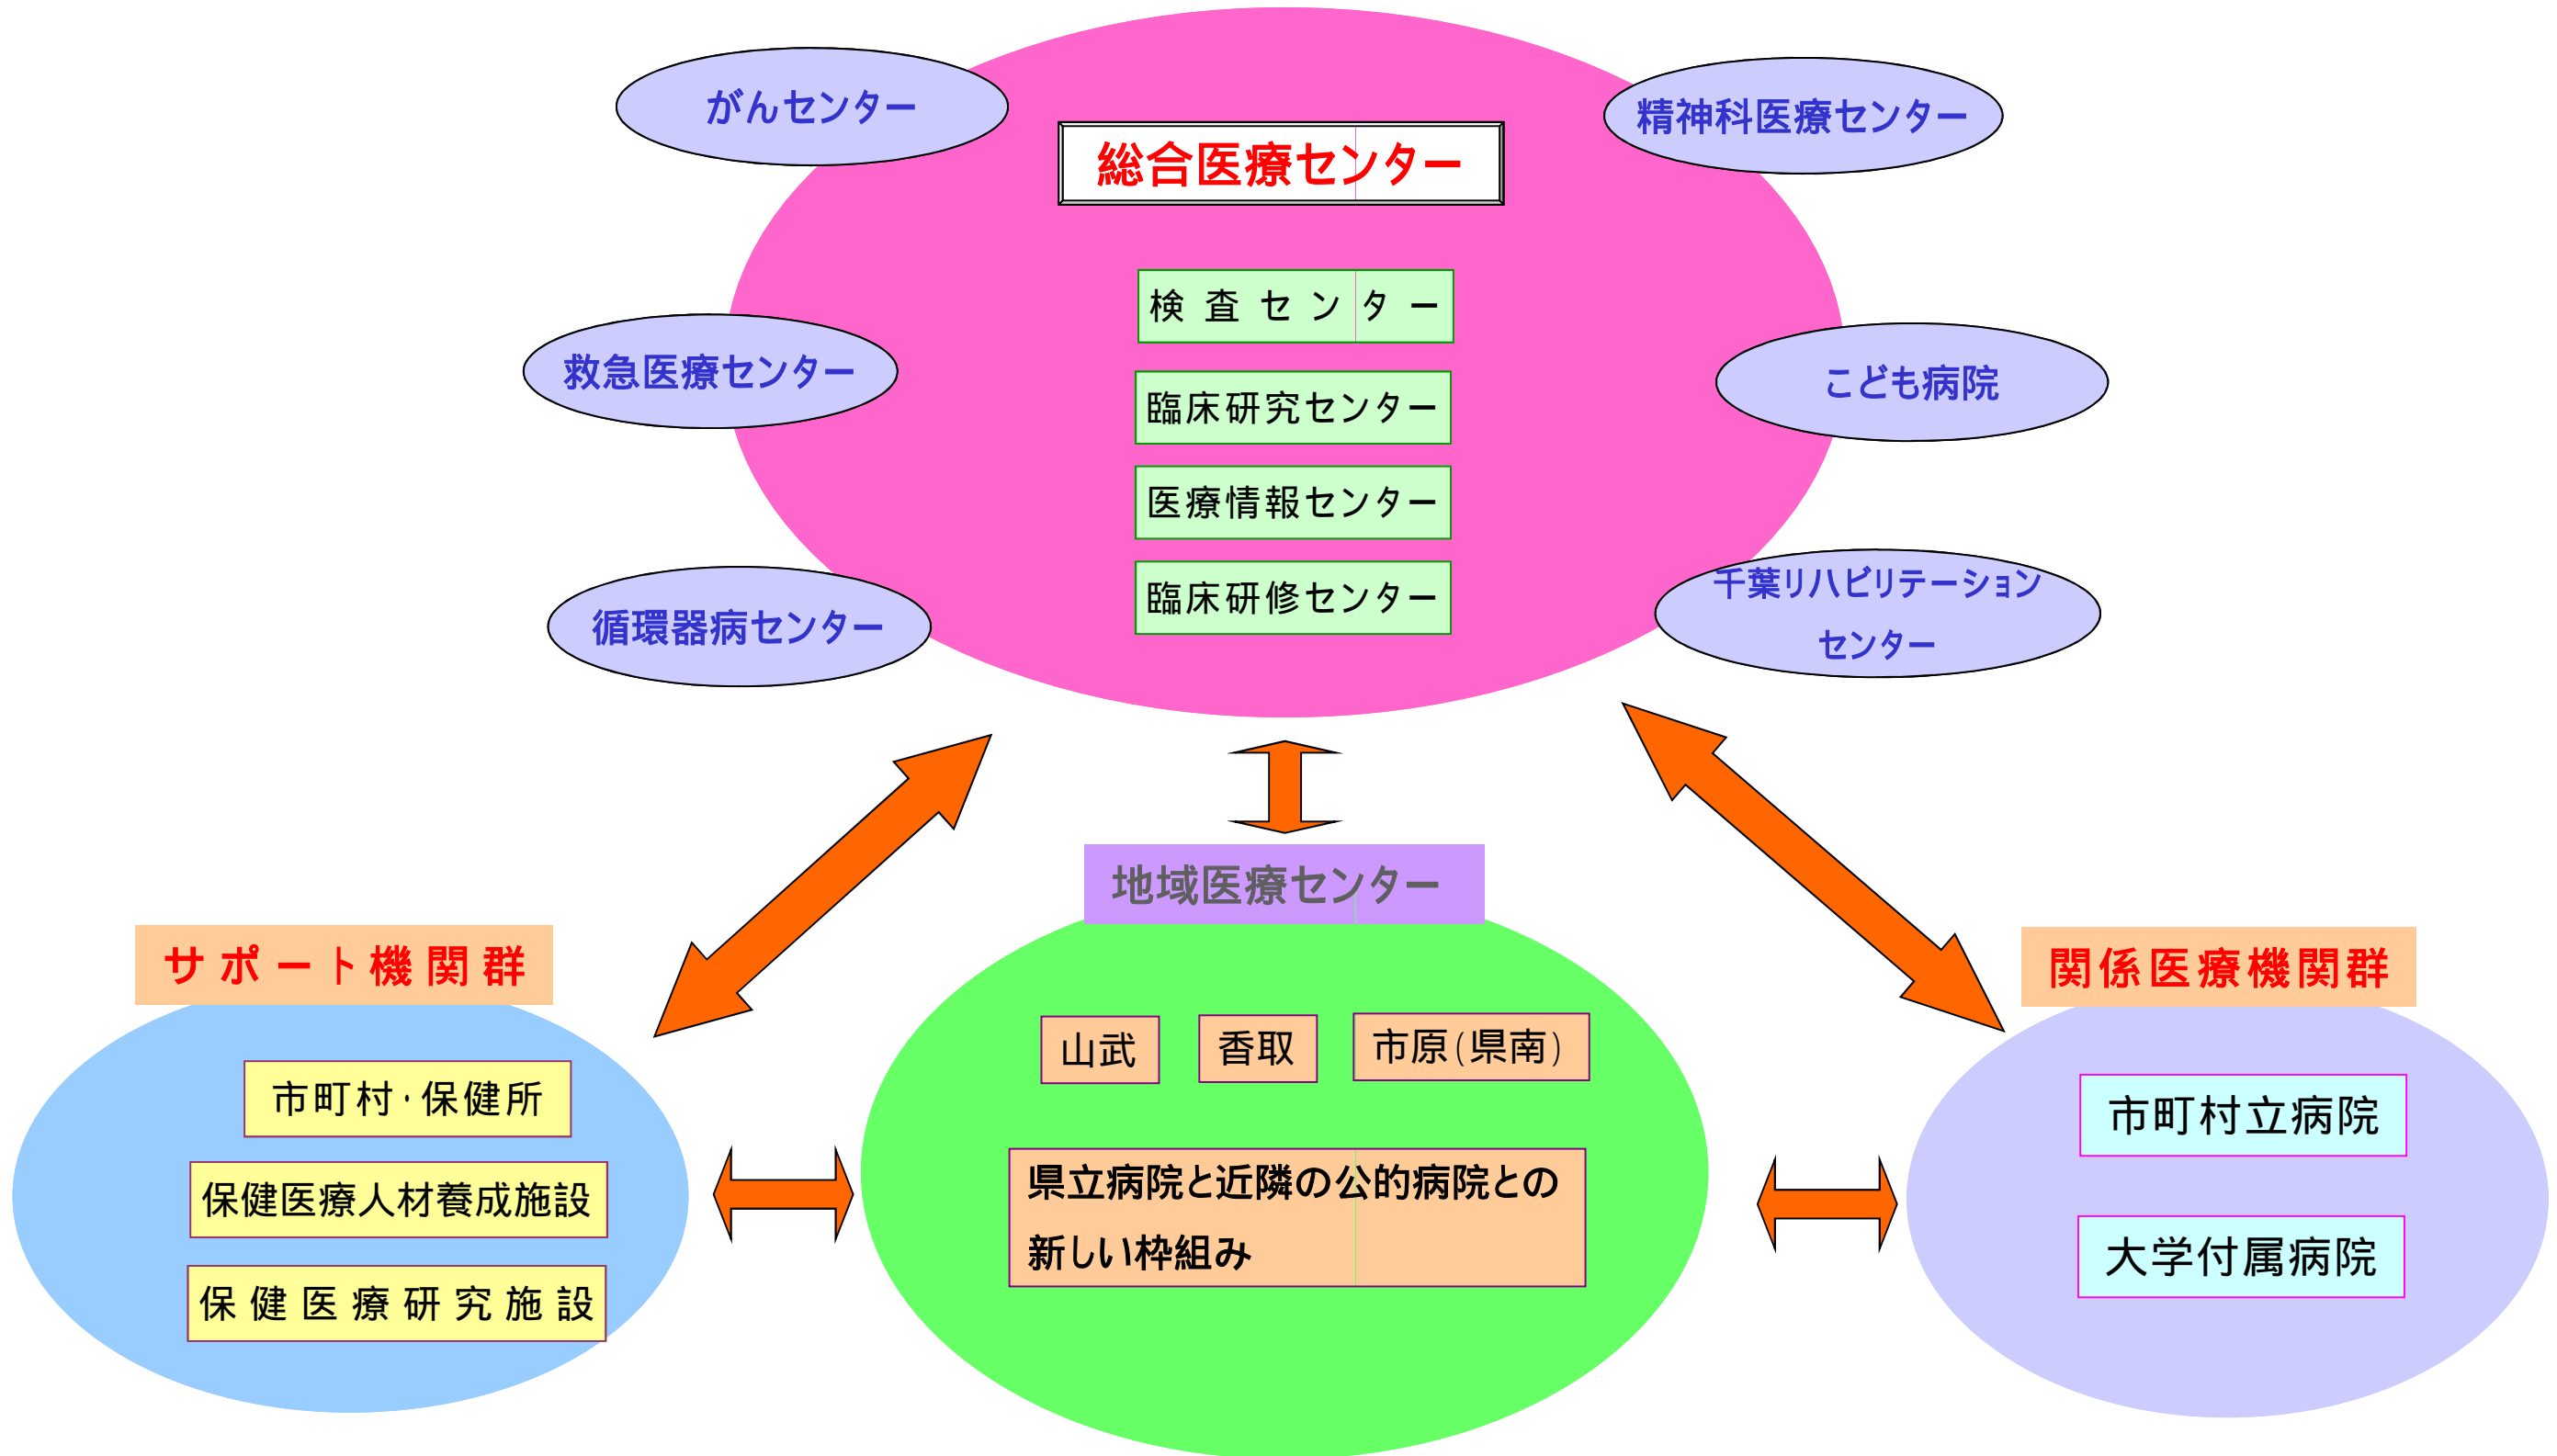 がんセンター
精神科医療センター
総合医療センター
検査センター
救急医療センター
こども病院
臨床研究センター
医療情報センター
循環器病センター
臨床研修センター
千葉リハビリテーション
センター
地域医療センター
サポート機関群
関係医療機関群
山武
香取
市原(県南)
市町村・保健所
市町村立病院
保健医療人材養成施設
県立病院と近隣の公的病院との
新しい枠組み
大学付属病院
保健医療研究施設